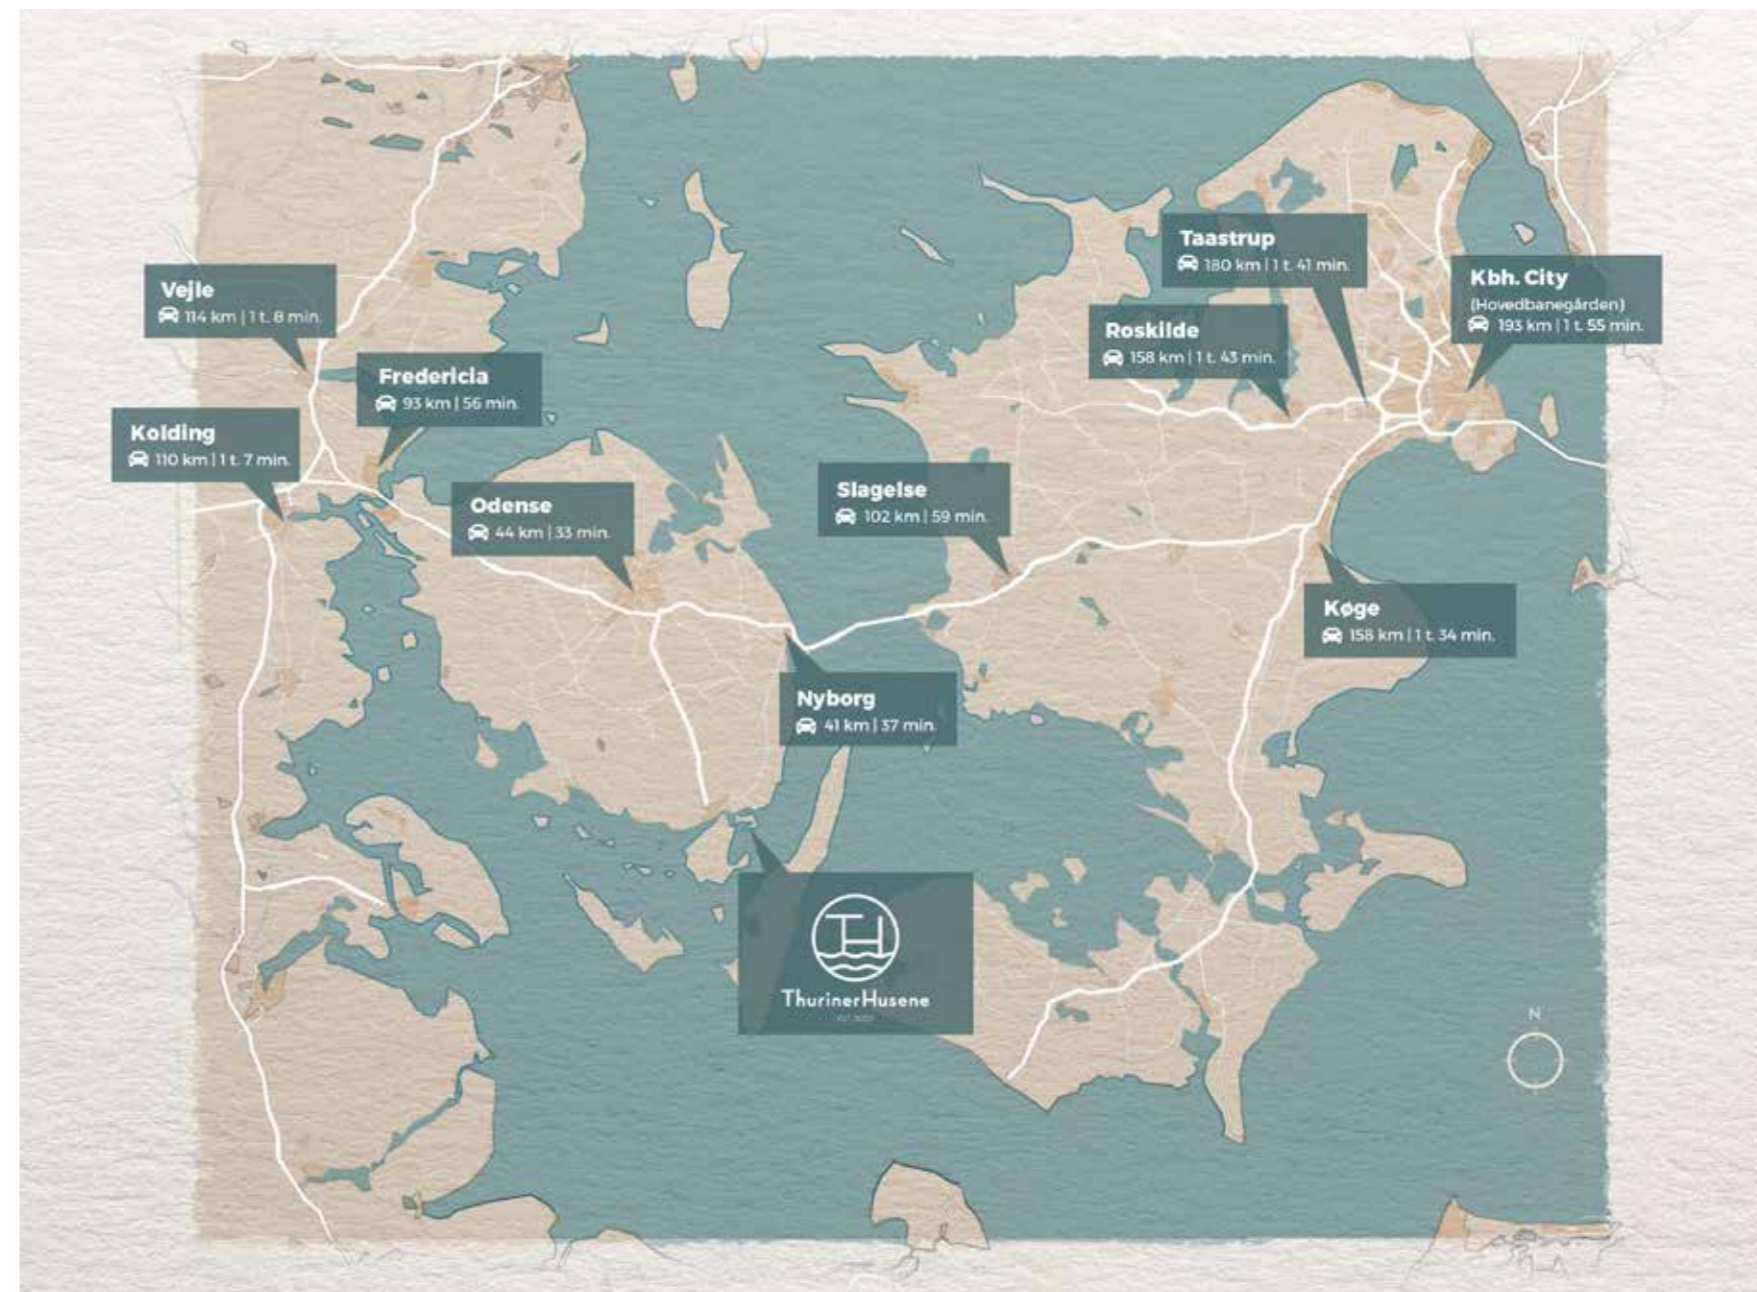 Taastrup
180 km | 1 t. 41 min.
Kbh. City
(Hovedbanegården)
193 km | 1 t. 55 min.
Vejle
114 km | 1 t. 8 min.
Roskilde
158 km | 1 t. 43 min.
Fredericia
93 km | 56 min.
Kolding
110 km | 1 t. 7 min.
Slagelse
102 km | 59 min.
Odense
44 km | 33 min.
Køge
158 km | 1 t. 34 min.
Nyborg
41 km | 37 min.
TH
ThurinerHusene
N